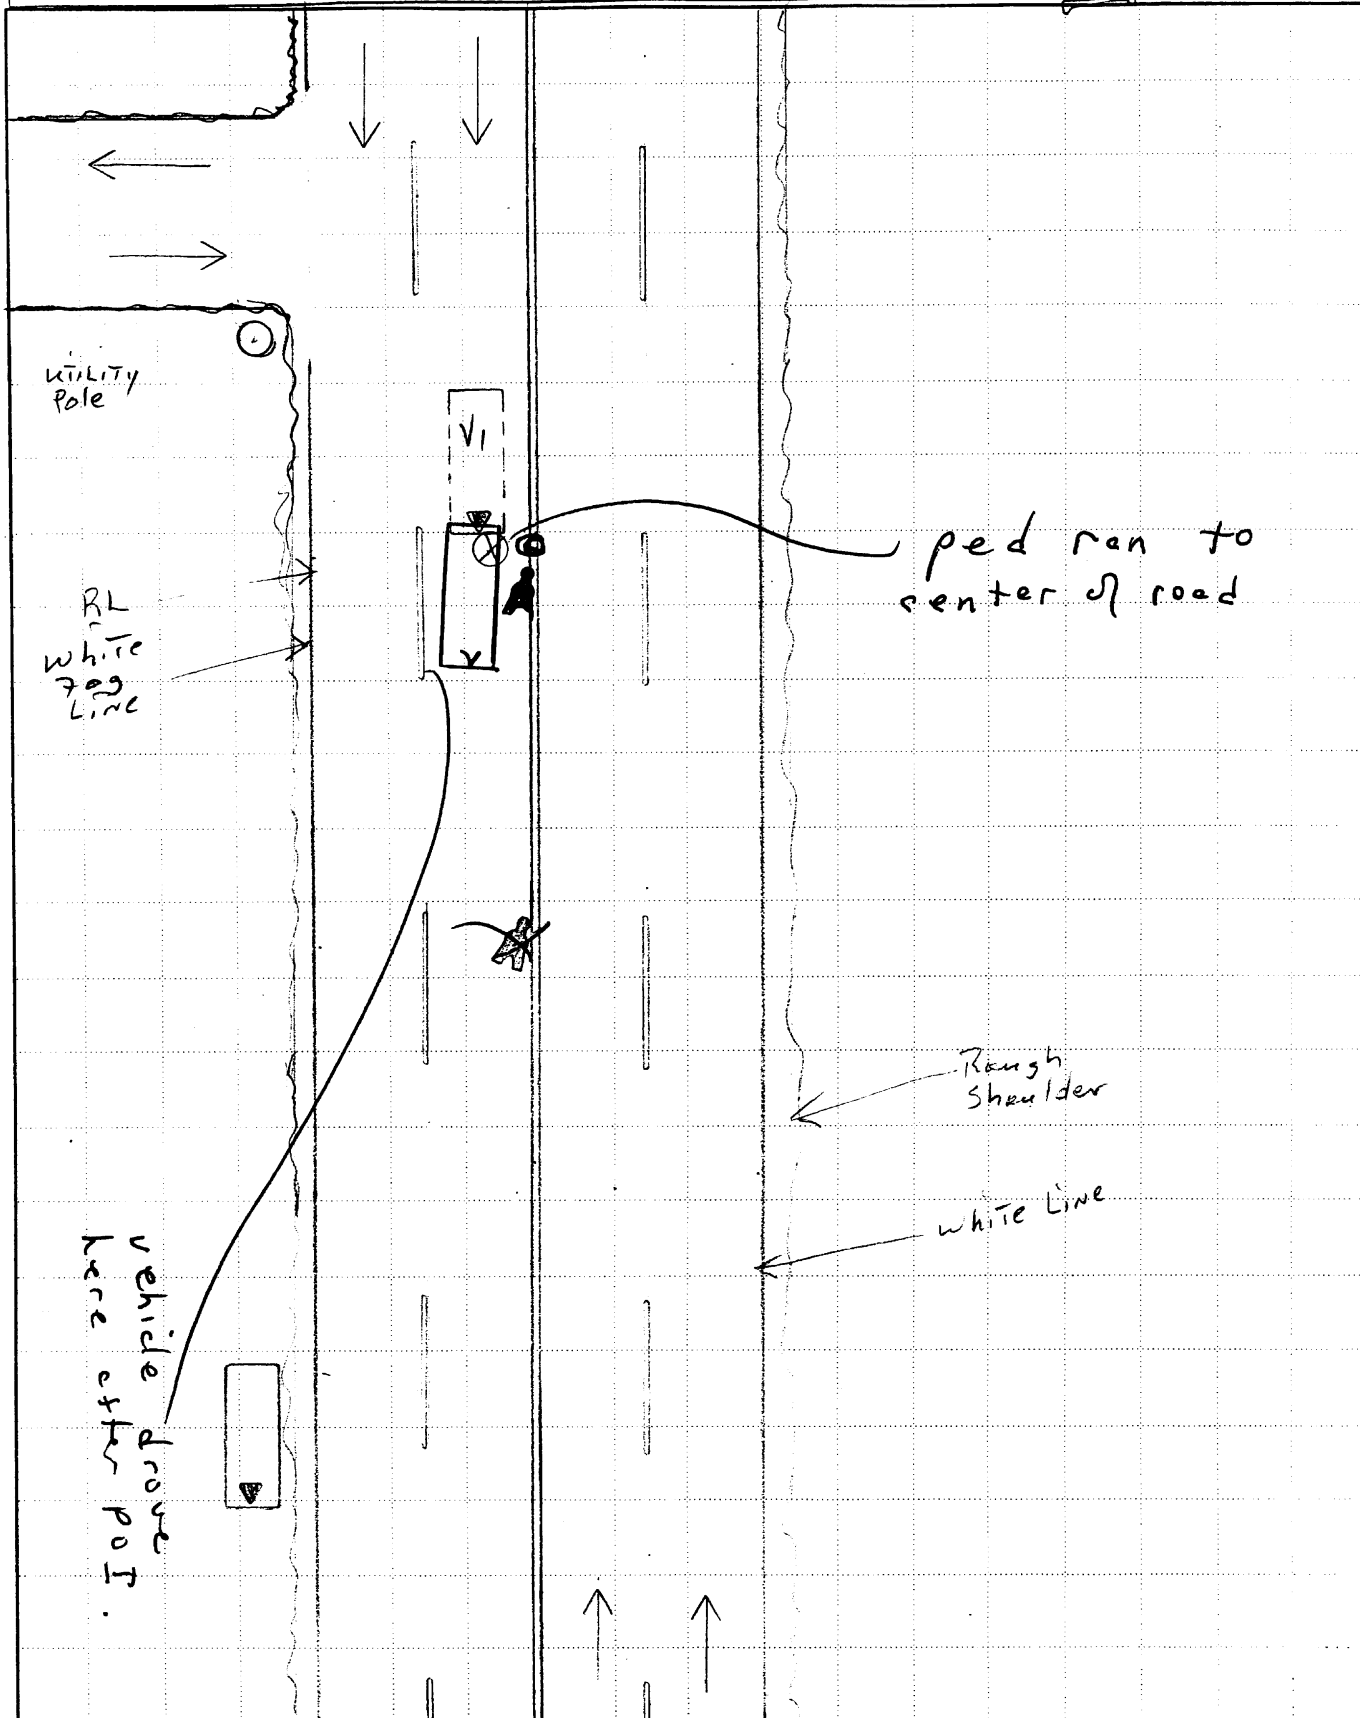 UTILITY
Pole
V1
ped ran to
center of road
RL
white
Fog
Line
V
Rough
Shoulder
white Line
vehicle drove
here after POI.